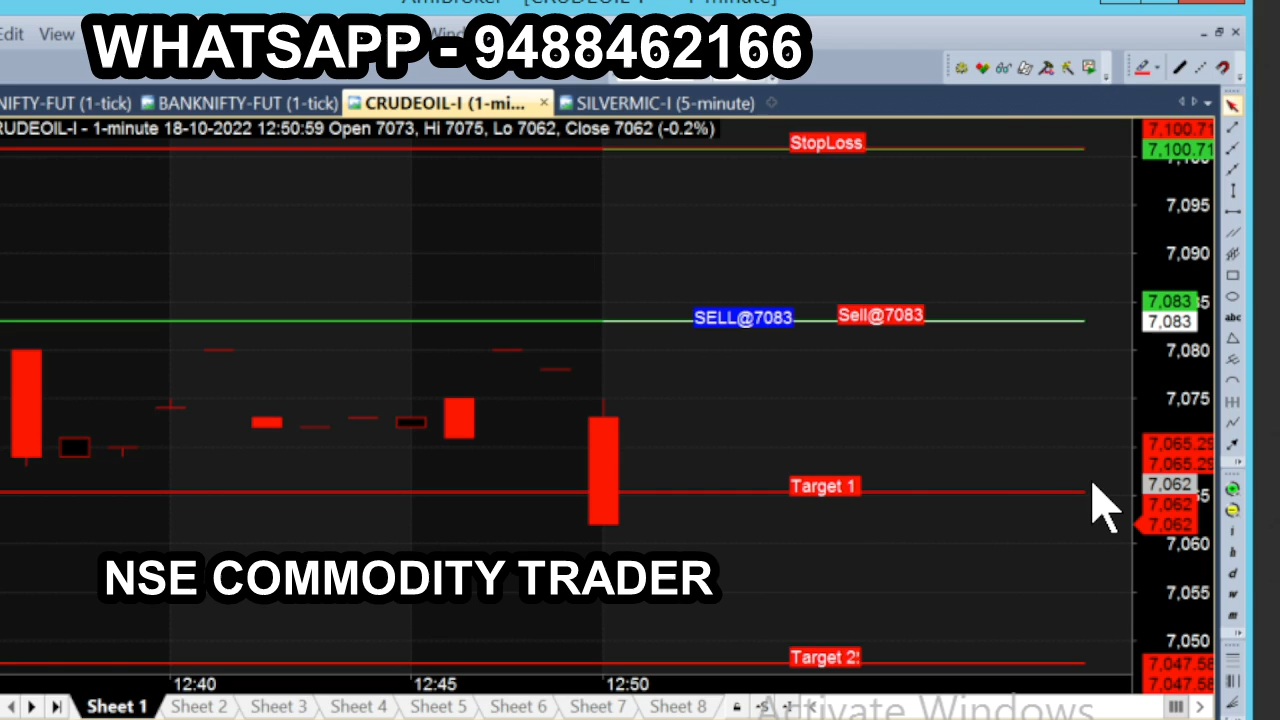 AmiBroker - [CRUDEOIL-I - 1-minute]
Edit View
WHATSAPP - 9488462166
NIFTY-FUT (1-tick) BANKNIFTY-FUT (1-tick) CRUDEOIL-I (1-mi... × SILVERMIC-I (5-minute)
RUDEOIL-I - 1-minute 18-10-2022 12:50:59 Open 7073, Hi 7075, Lo 7062, Close 7062 (-0.2%)
StopLoss
7,100.71
7,100.71
7,095
7,090
7,083
SELL@7083 Sell@7083
7,083
7,080
7,075
7,065.29
7,065.29
Target 1
7,062
7,062
7,062
7,060
NSE COMMODITY TRADER
7,055
7,050
Target 2
7,047.58
7,047.58
12:40 12:45 12:50
Sheet 1 Sheet 2 Sheet 3 Sheet 4 Sheet 5 Sheet 6 Sheet 7 Sheet 8
Activate Windows
abc
i
h
d
w
m